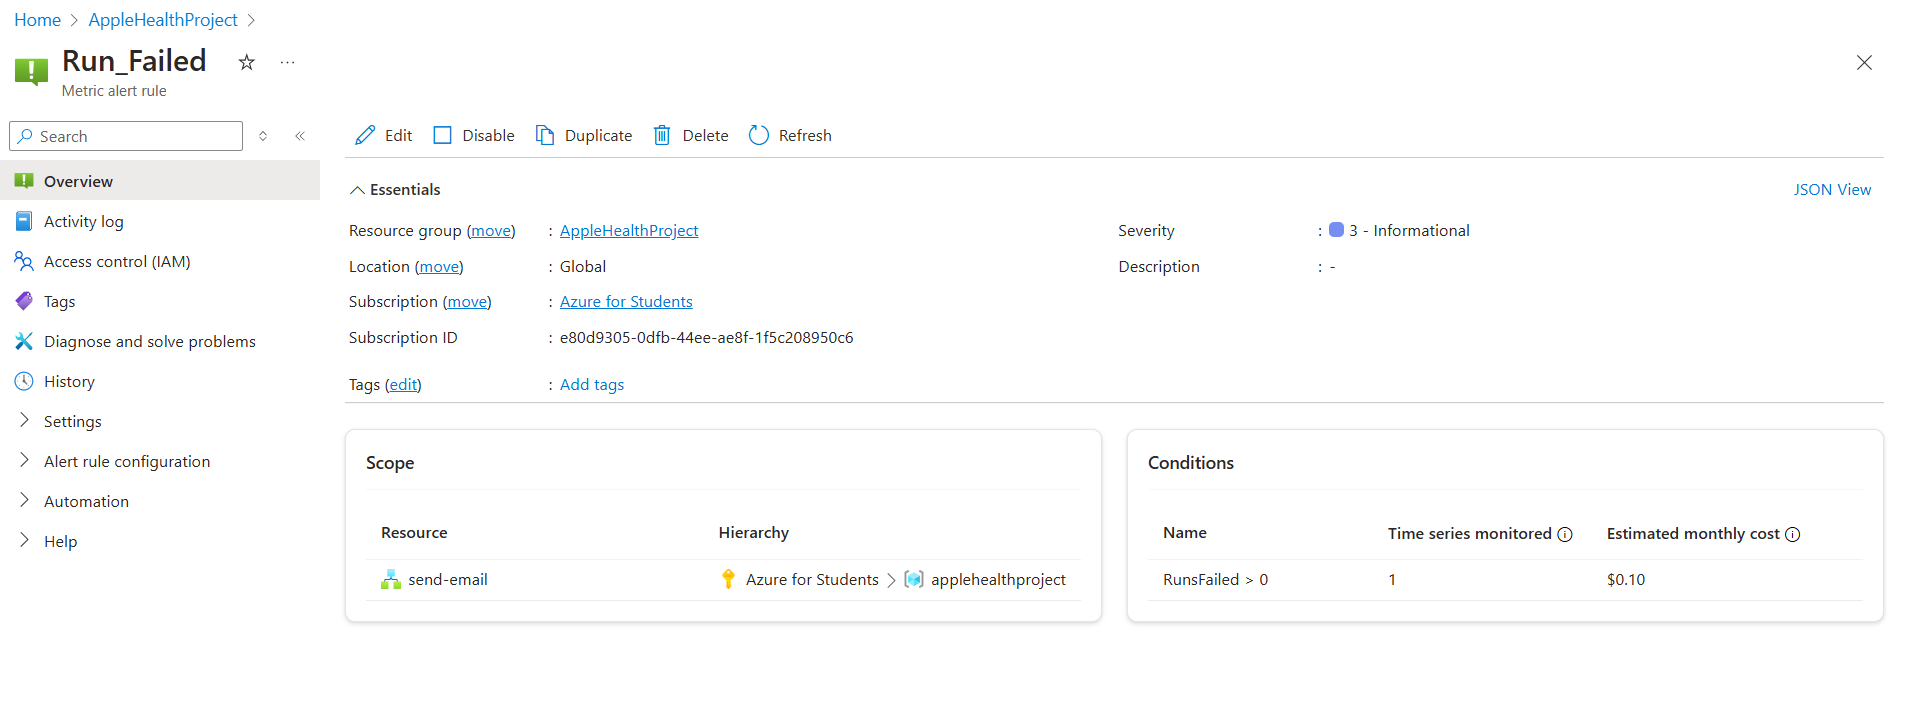 Home > AppleHealthProject >
Run_Failed ☆ ...
Metric alert rule
Search
Overview
Activity log
Access control (IAM)
Tags
Diagnose and solve problems
History
Settings
Alert rule configuration
Automation
Help
Edit Disable Duplicate Delete Refresh
Essentials JSON View
Resource group (move) : AppleHealthProject
Location (move) : Global
Subscription (move) : Azure for Students
Subscription ID : e80d9305-0dfb-44ee-ae8f-1f5c208950c6
Tags (edit) : Add tags
Severity : 3 - Informational
Description : -
Scope
Resource Hierarchy
send-email Azure for Students > applehealthproject
Conditions
Name Time series monitored Estimated monthly cost
RunsFailed > 0 1 $0.10